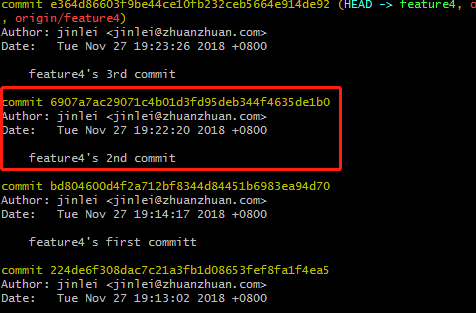 commit e364d86603f9be44ce10fb232ceb5664e914de92 (HEAD -> feature4, o
, origin/feature4)
Author: jinlei <jinlei@zhuanzhuan.com>
Date:   Tue Nov 27 19:23:26 2018 +0800
    feature4's 3rd commit
commit 6907a7ac29071c4b01d3fd95deb344f4635de1b0
Author: jinlei <jinlei@zhuanzhuan.com>
Date:   Tue Nov 27 19:22:20 2018 +0800
    feature4's 2nd commit
commit bd804600d4f2a712bf8344d84451b6983ea94d70
Author: jinlei <jinlei@zhuanzhuan.com>
Date:   Tue Nov 27 19:14:17 2018 +0800
    feature4's first committ
commit 224de6f308dac7c21a3fb1d08653fef8fa1f4ea5
Author: jinlei <jinlei@zhuanzhuan.com>
Date:   Tue Nov 27 19:13:02 2018 +0800